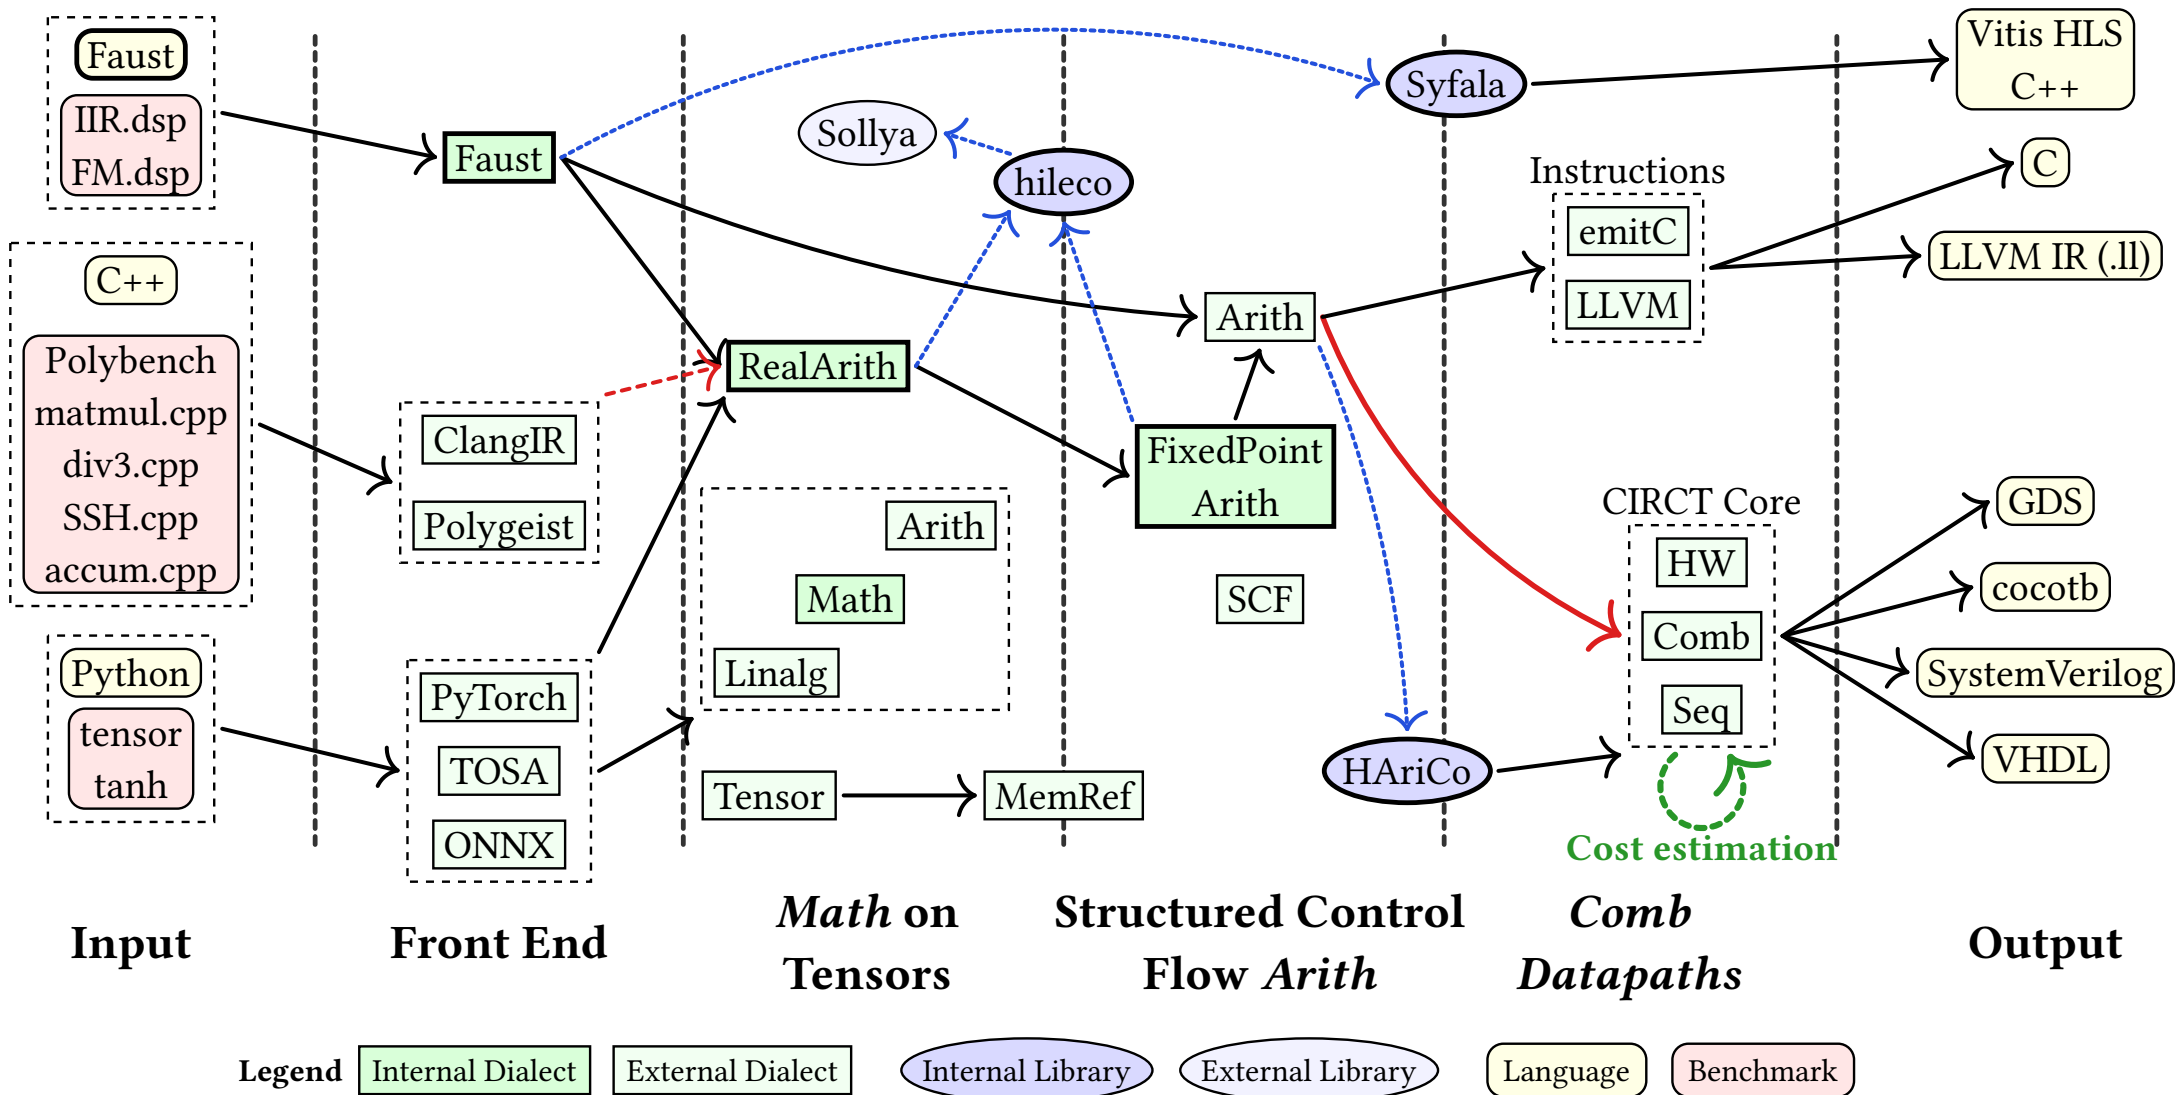 Faust
IIR.dsp
FM.dsp
C++
Polybench
matmul.cpp
div3.cpp
SSH.cpp
accum.cpp
Python
tensor
tanh
Input
Faust
ClangIR
Polygeist
PyTorch
TOSA
ONNX
Front End
Sollya
hileco
RealArith
Arith
Math
Linalg
Tensor
MemRef
Math on
Tensors
Arith
FixedPoint
Arith
SCF
HAriCo
Structured Control
Flow Arith
Syfala
Instructions
emitC
LLVM
CIRCT Core
HW
Comb
Seq
Cost estimation
Comb
Datapaths
Vitis HLS
C++
C
LLVM IR (.ll)
GDS
cocotb
SystemVerilog
VHDL
Output
Legend
Internal Dialect
External Dialect
Internal Library
External Library
Language
Benchmark